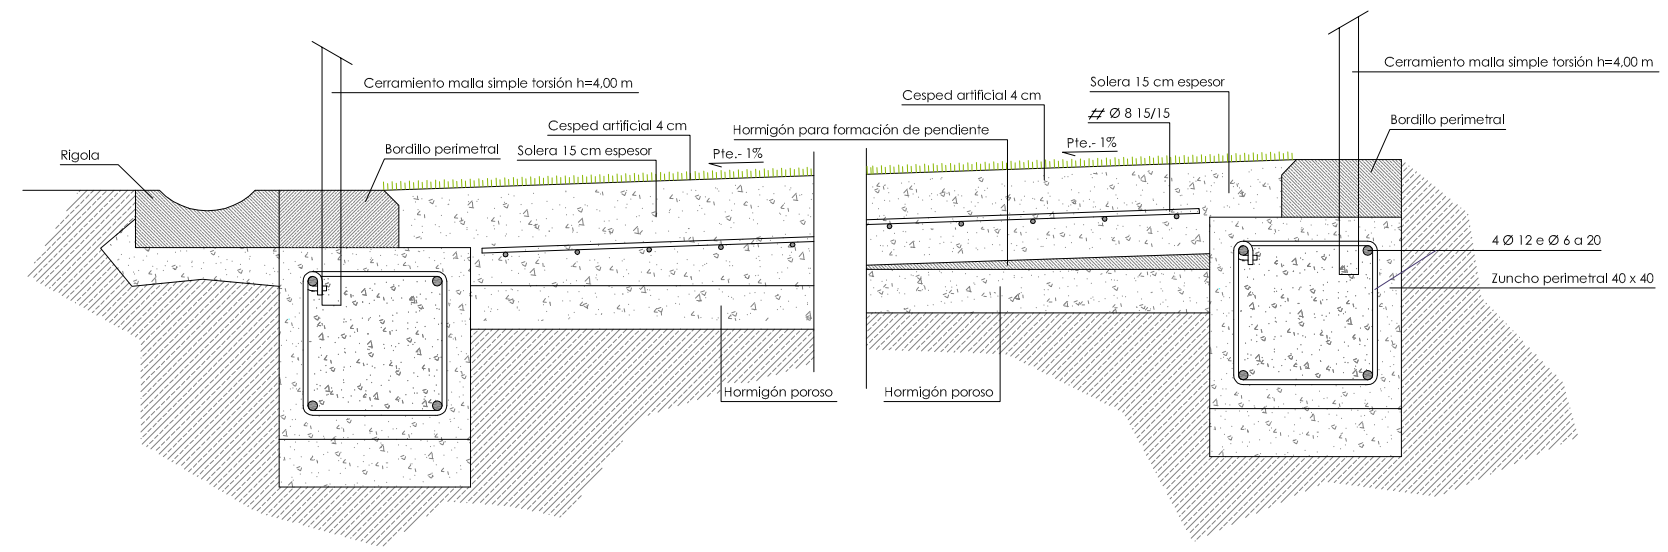 Cerramiento malla simple torsión h=4,00 m
Cesped artificial 4 cm
Solera 15 cm espesor
Rigola
Bordillo perimetral
Pte.- 1%
Hormigón para formación de pendiente
Hormigón poroso
Cerramiento malla simple torsión h=4,00 m
Solera 15 cm espesor
Cesped artificial 4 cm
# Ø 8 15/15
Pte.- 1%
Bordillo perimetral
4 Ø 12 e Ø 6 a 20
Zuncho perimetral 40 x 40
Hormigón poroso